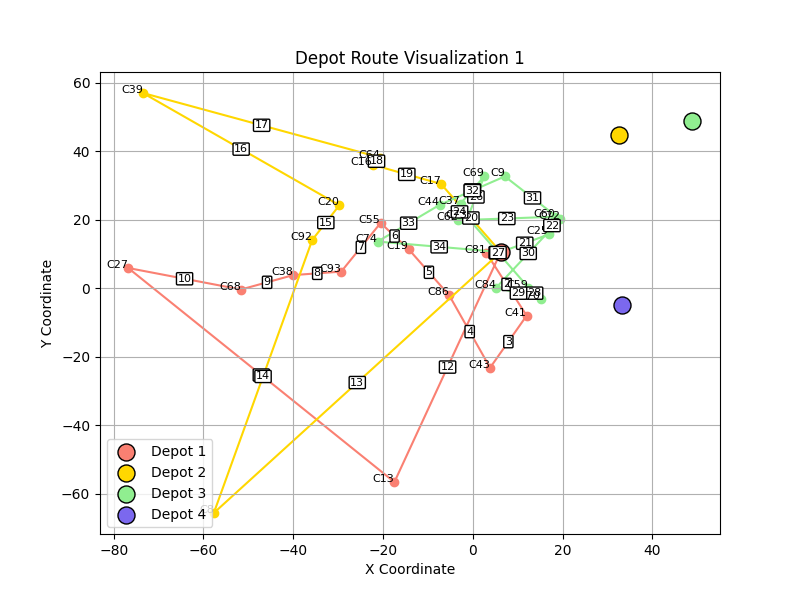 Depot Route Visualization 1
60
40
20
0
−20
−40
−60
−80
−60
−40
−20
0
20
40
Y Coordinate
X Coordinate
C39
17
16
C64
18
C16
19
C17
C20
15
C92
C69
C9
32
C44
C37
24
20
23
31
22
C25
21
30
C55
33
C74
6
C19
34
C81
27
7
C93
8
C38
9
C68
10
C27
5
C86
4
C84
C59
29
28
C41
3
C43
12
13
14
C13
Depot 1
Depot 2
Depot 3
Depot 4